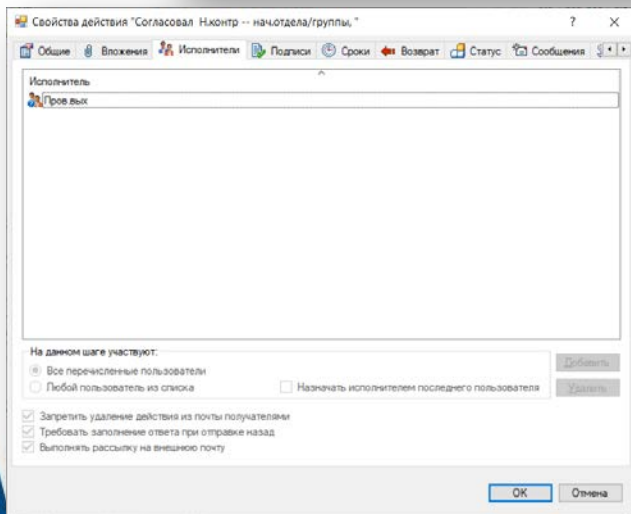 Свойства действия "Согласовал Н.контр -- нач.отдела/группы, " ?
Общие Вложения Исполнители Подписи Сроки Возврат Статус Сообщения
Исполнитель
Пров.вых
На данном шаге участвуют:
Все перечисленные пользователи
Добавить
Любой пользователь из списка Назначать исполнителем последнего пользователя Удалить
Запретить удаление действия из почты получателями
Требовать заполнение ответа при отправке назад
Выполнять рассылку на внешнюю почту
OK Отмена